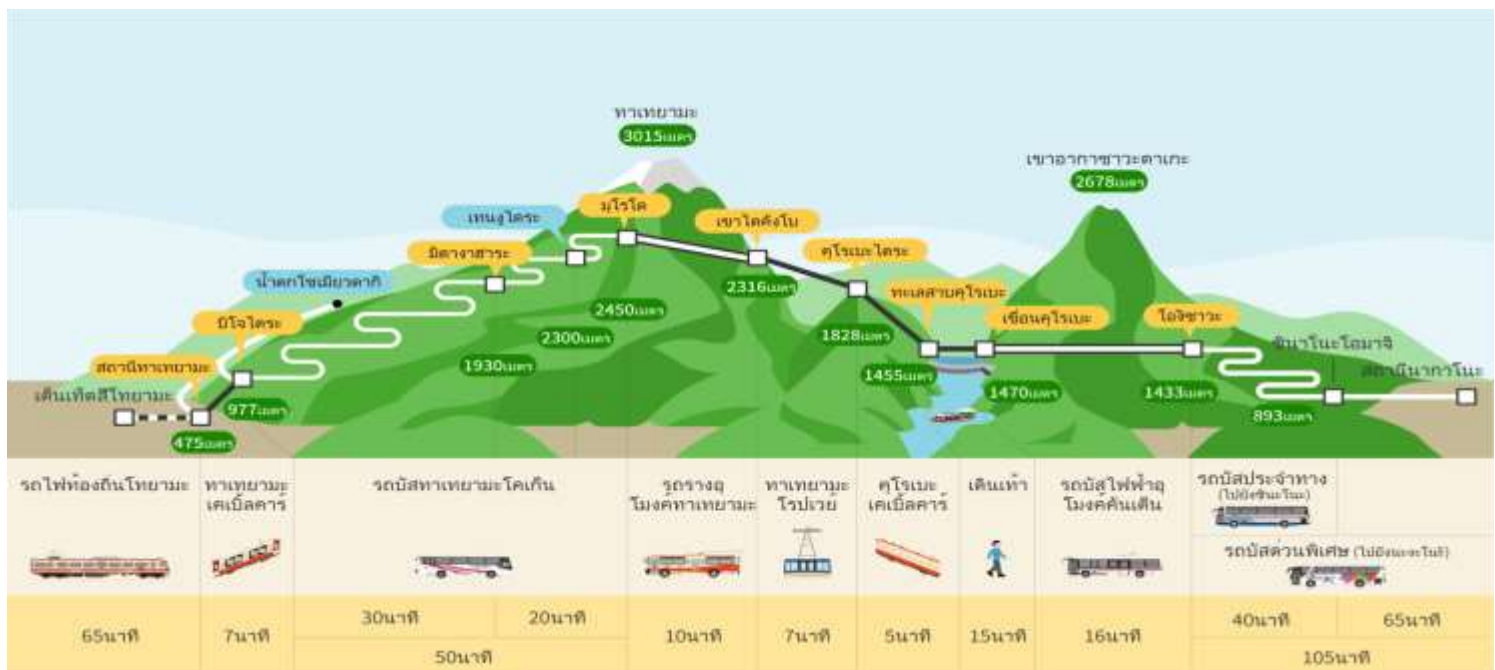 ทาเทยามะ
3015เมตร
เขาอากาซาวะดาเกะ
2678เมตร
มุโรโด
เทนงูไดระ
เขาไดคังโบ
มิดางาฮาระ
คุโรเบะไดระ
น้ำตกโชเมียวดากิ
2316เมตร
ทะเลสาบคุโรเบะ
2450เมตร
บิโจไดระ
เขื่อนคุโรเบะ
โอกิซาวะ
2300เมตร
1828เมตร
ชินาโนะโอมาจิ
สถานีทาเทยามะ
1930เมตร
1455เมตร
สถานีนากาโนะ
เด็นเท็ตสึโทยามะ
977เมตร
1470เมตร
1433เมตร
893เมตร
475เมตร
รถไฟท้องถิ่นโทยามะ
ทาเทยามะ
เคเบิ้ลคาร์
รถบัสทาเทยามะโคเก็น
รถรางอุ
โมงค์ทาเทยามะ
ทาเทยามะ
โรปเวย์
คุโรเบะ
เคเบิ้ลคาร์
เดินเท้า
รถบัสไฟฟ้าอุ
โมงค์คันเด็น
รถบัสประจำทาง
(ไปยังชินะโนะ)
รถบัสด่วนพิเศษ
65นาที
7นาที
30นาที
20นาที
50นาที
10นาที
7นาที
5นาที
15นาที
16นาที
40นาที
65นาที
105นาที